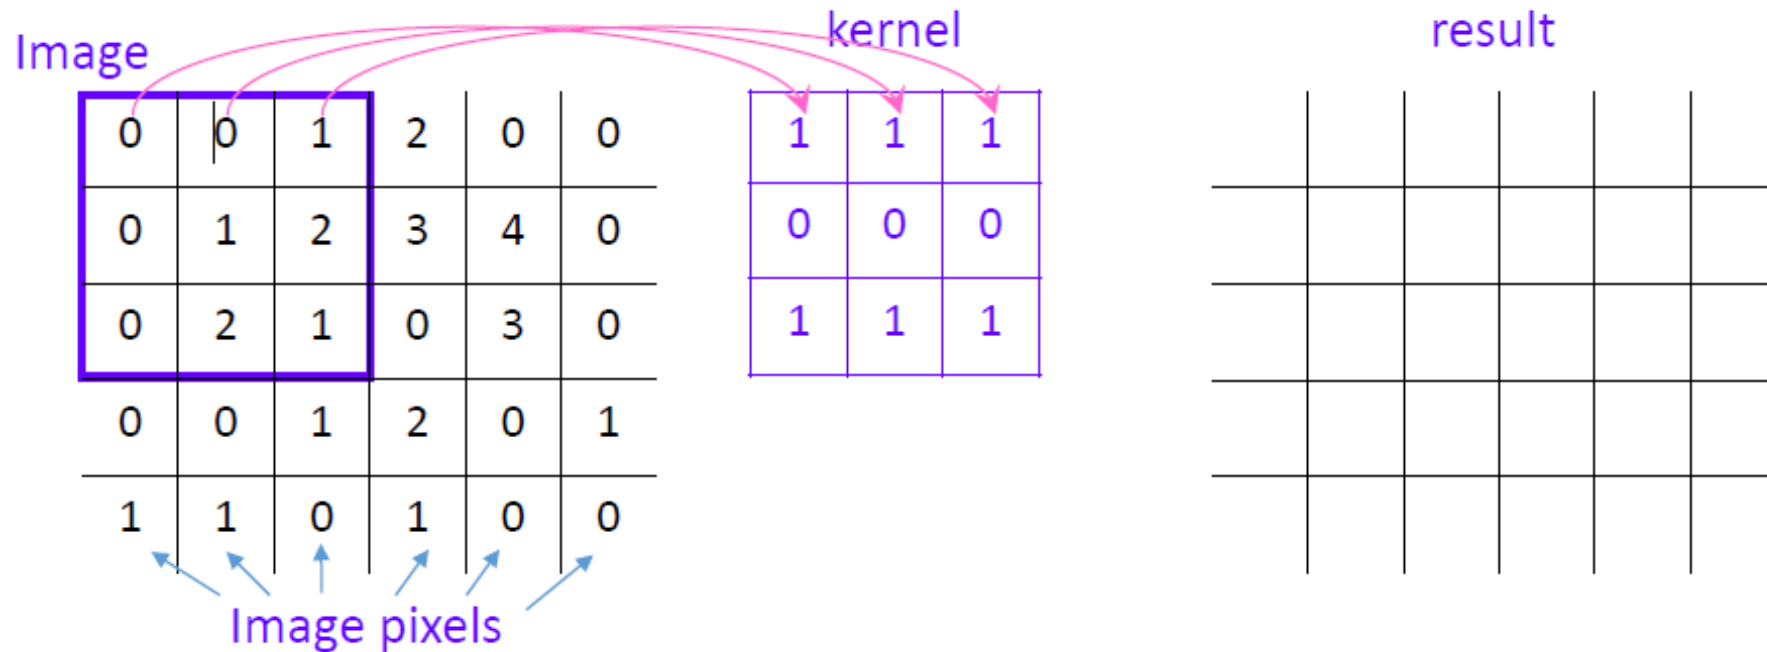 Image kernel result
0 0 1 2 0 0 1 1 1
0 1 2 3 4 0 0 0 0
0 2 1 0 3 0 1 1 1
0 0 1 2 0 1
1 1 0 1 0 0
Image pixels